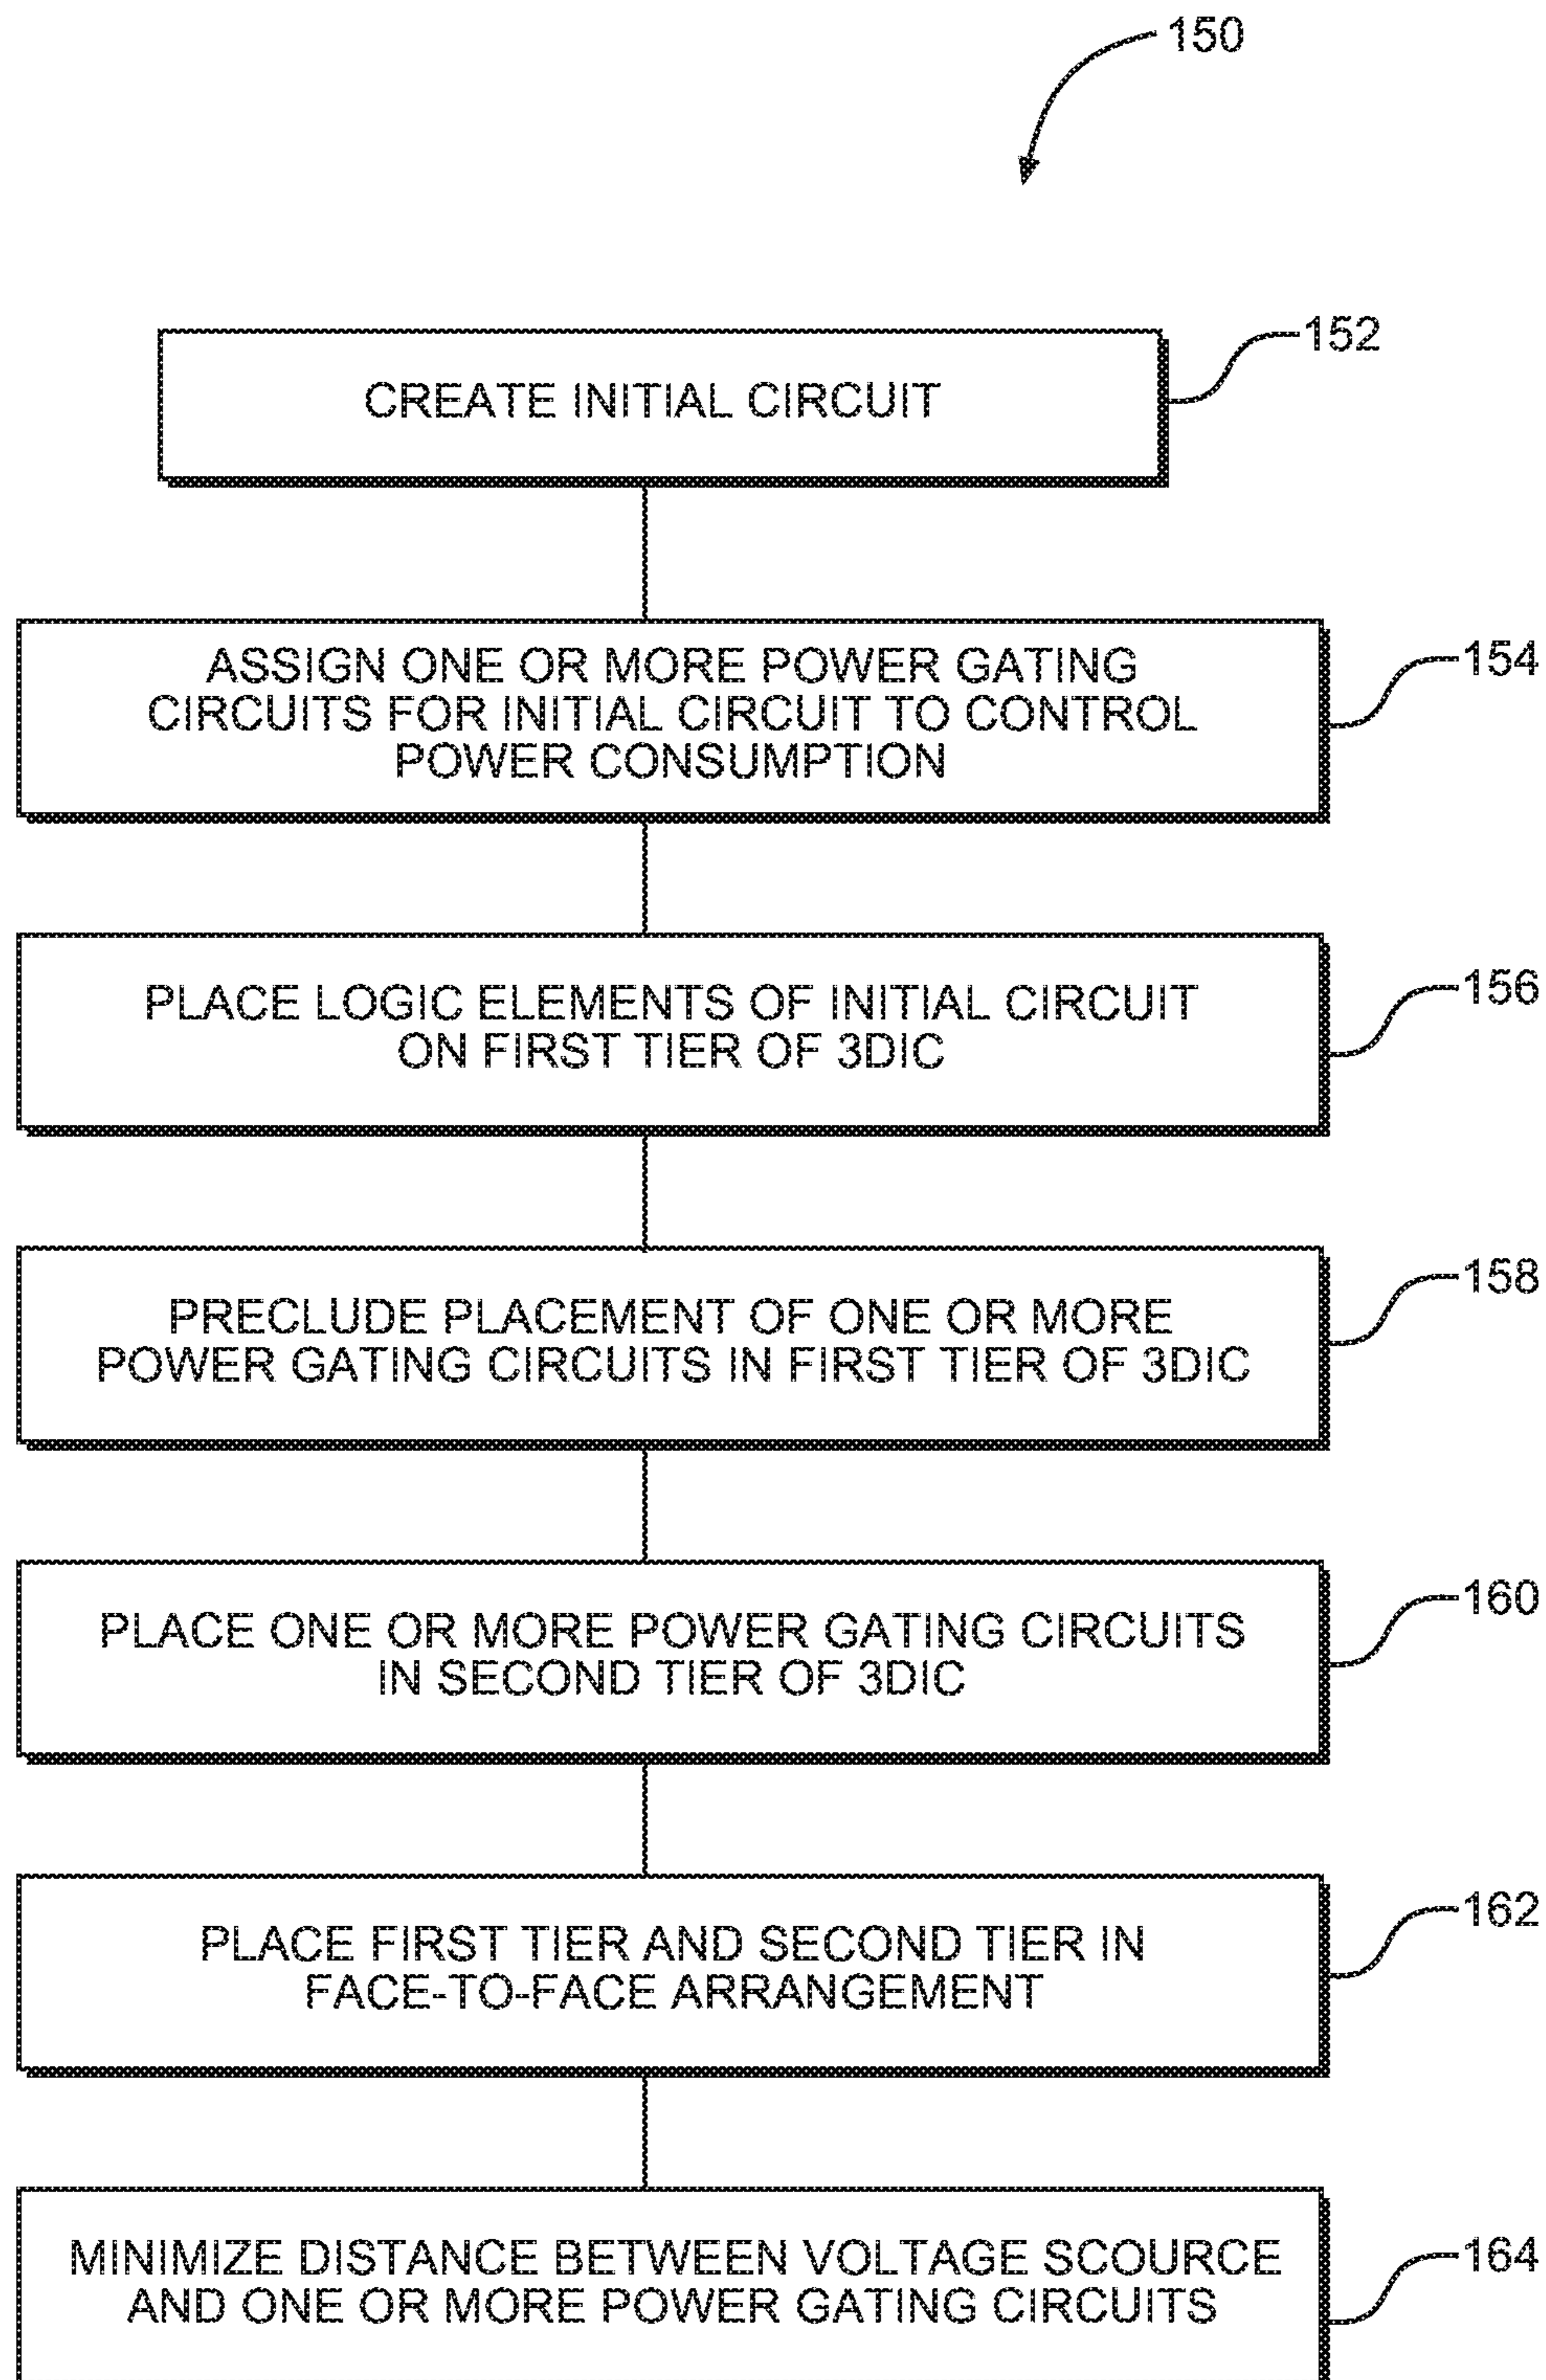 150
CREATE INITIAL CIRCUIT
152
ASSIGN ONE OR MORE POWER GATING
CIRCUITS FOR INITIAL CIRCUIT TO CONTROL
POWER CONSUMPTION
154
PLACE LOGIC ELEMENTS OF INITIAL CIRCUIT
ON FIRST TIER OF 3DIC
156
PRECLUDE PLACEMENT OF ONE OR MORE
POWER GATING CIRCUITS IN FIRST TIER OF 3DIC
158
PLACE ONE OR MORE POWER GATING CIRCUITS
IN SECOND TIER OF 3DIC
160
PLACE FIRST TIER AND SECOND TIER IN
FACE-TO-FACE ARRANGEMENT
162
MINIMIZE DISTANCE BETWEEN VOLTAGE SCOURCE
AND ONE OR MORE POWER GATING CIRCUITS
164